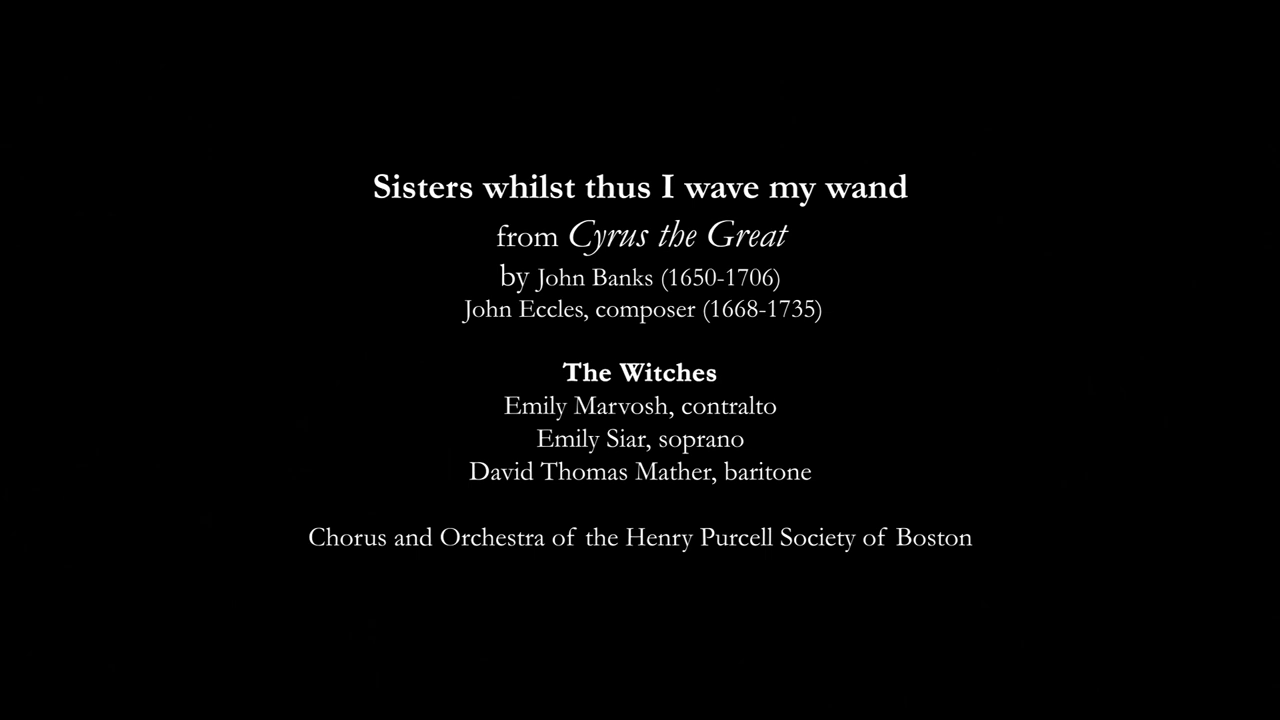 Sisters whilst thus I wave my wand
from Cyrus the Great
by John Banks (1650-1706)
John Eccles, composer (1668-1735)
The Witches
Emily Marvosh, contralto
Emily Siar, soprano
David Thomas Mather, baritone
Chorus and Orchestra of the Henry Purcell Society of Boston